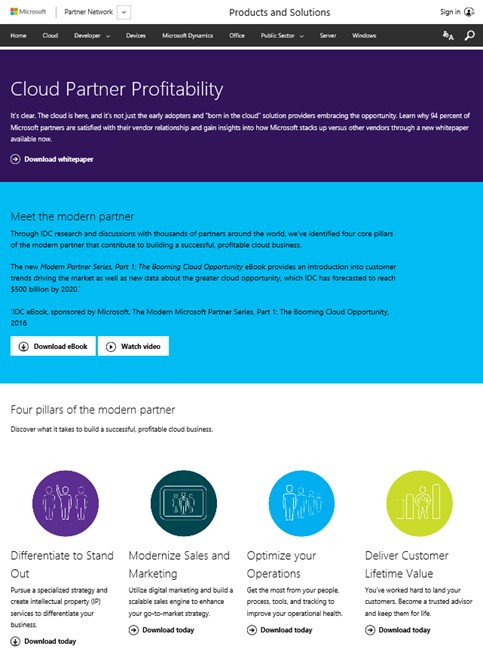 Microsoft Partner Network Products and Solutions Sign in
Home Cloud Developer Devices Microsoft Dynamics Office Public Sector Server Windows
Cloud Partner Profitability
It's clear. The cloud is here, and it's not just the early adopters and "born in the cloud" solution providers embracing the opportunity. Learn why 94 percent of
Microsoft partners are satisfied with their vendor relationship and gain insights into how Microsoft stacks up versus other vendors through a new whitepaper
available now.
Download whitepaper
Meet the modern partner
Through IDC research and discussions with thousands of partners around the world, we've identified four core pillars
of the modern partner that contribute to building a successful, profitable cloud business.
The new Modern Partner Series, Part 1: The Booming Cloud Opportunity eBook provides an introduction into customer
trends driving the market as well as new data about the greater cloud opportunity, which IDC has forecasted to reach
$500 billion by 2020.*
*IDC eBook, sponsored by Microsoft, The Modern Microsoft Partner Series, Part 1: The Booming Cloud Opportunity,
2016
Download eBook Watch video
Four pillars of the modern partner
Discover what it takes to build a successful, profitable cloud business.
Differentiate to Stand
Out
Pursue a specialized strategy and
create intellectual property (IP)
services to differentiate your
business.
Download today
Modernize Sales and
Marketing
Utilize digital marketing and build a
scalable sales engine to enhance
your go-to-market strategy.
Download today
Optimize your
Operations
Get the most from your people,
process, tools, and tracking to
improve your operational health.
Download today
Deliver Customer
Lifetime Value
You've worked hard to land your
customers. Become a trusted advisor
and keep them for life.
Download today